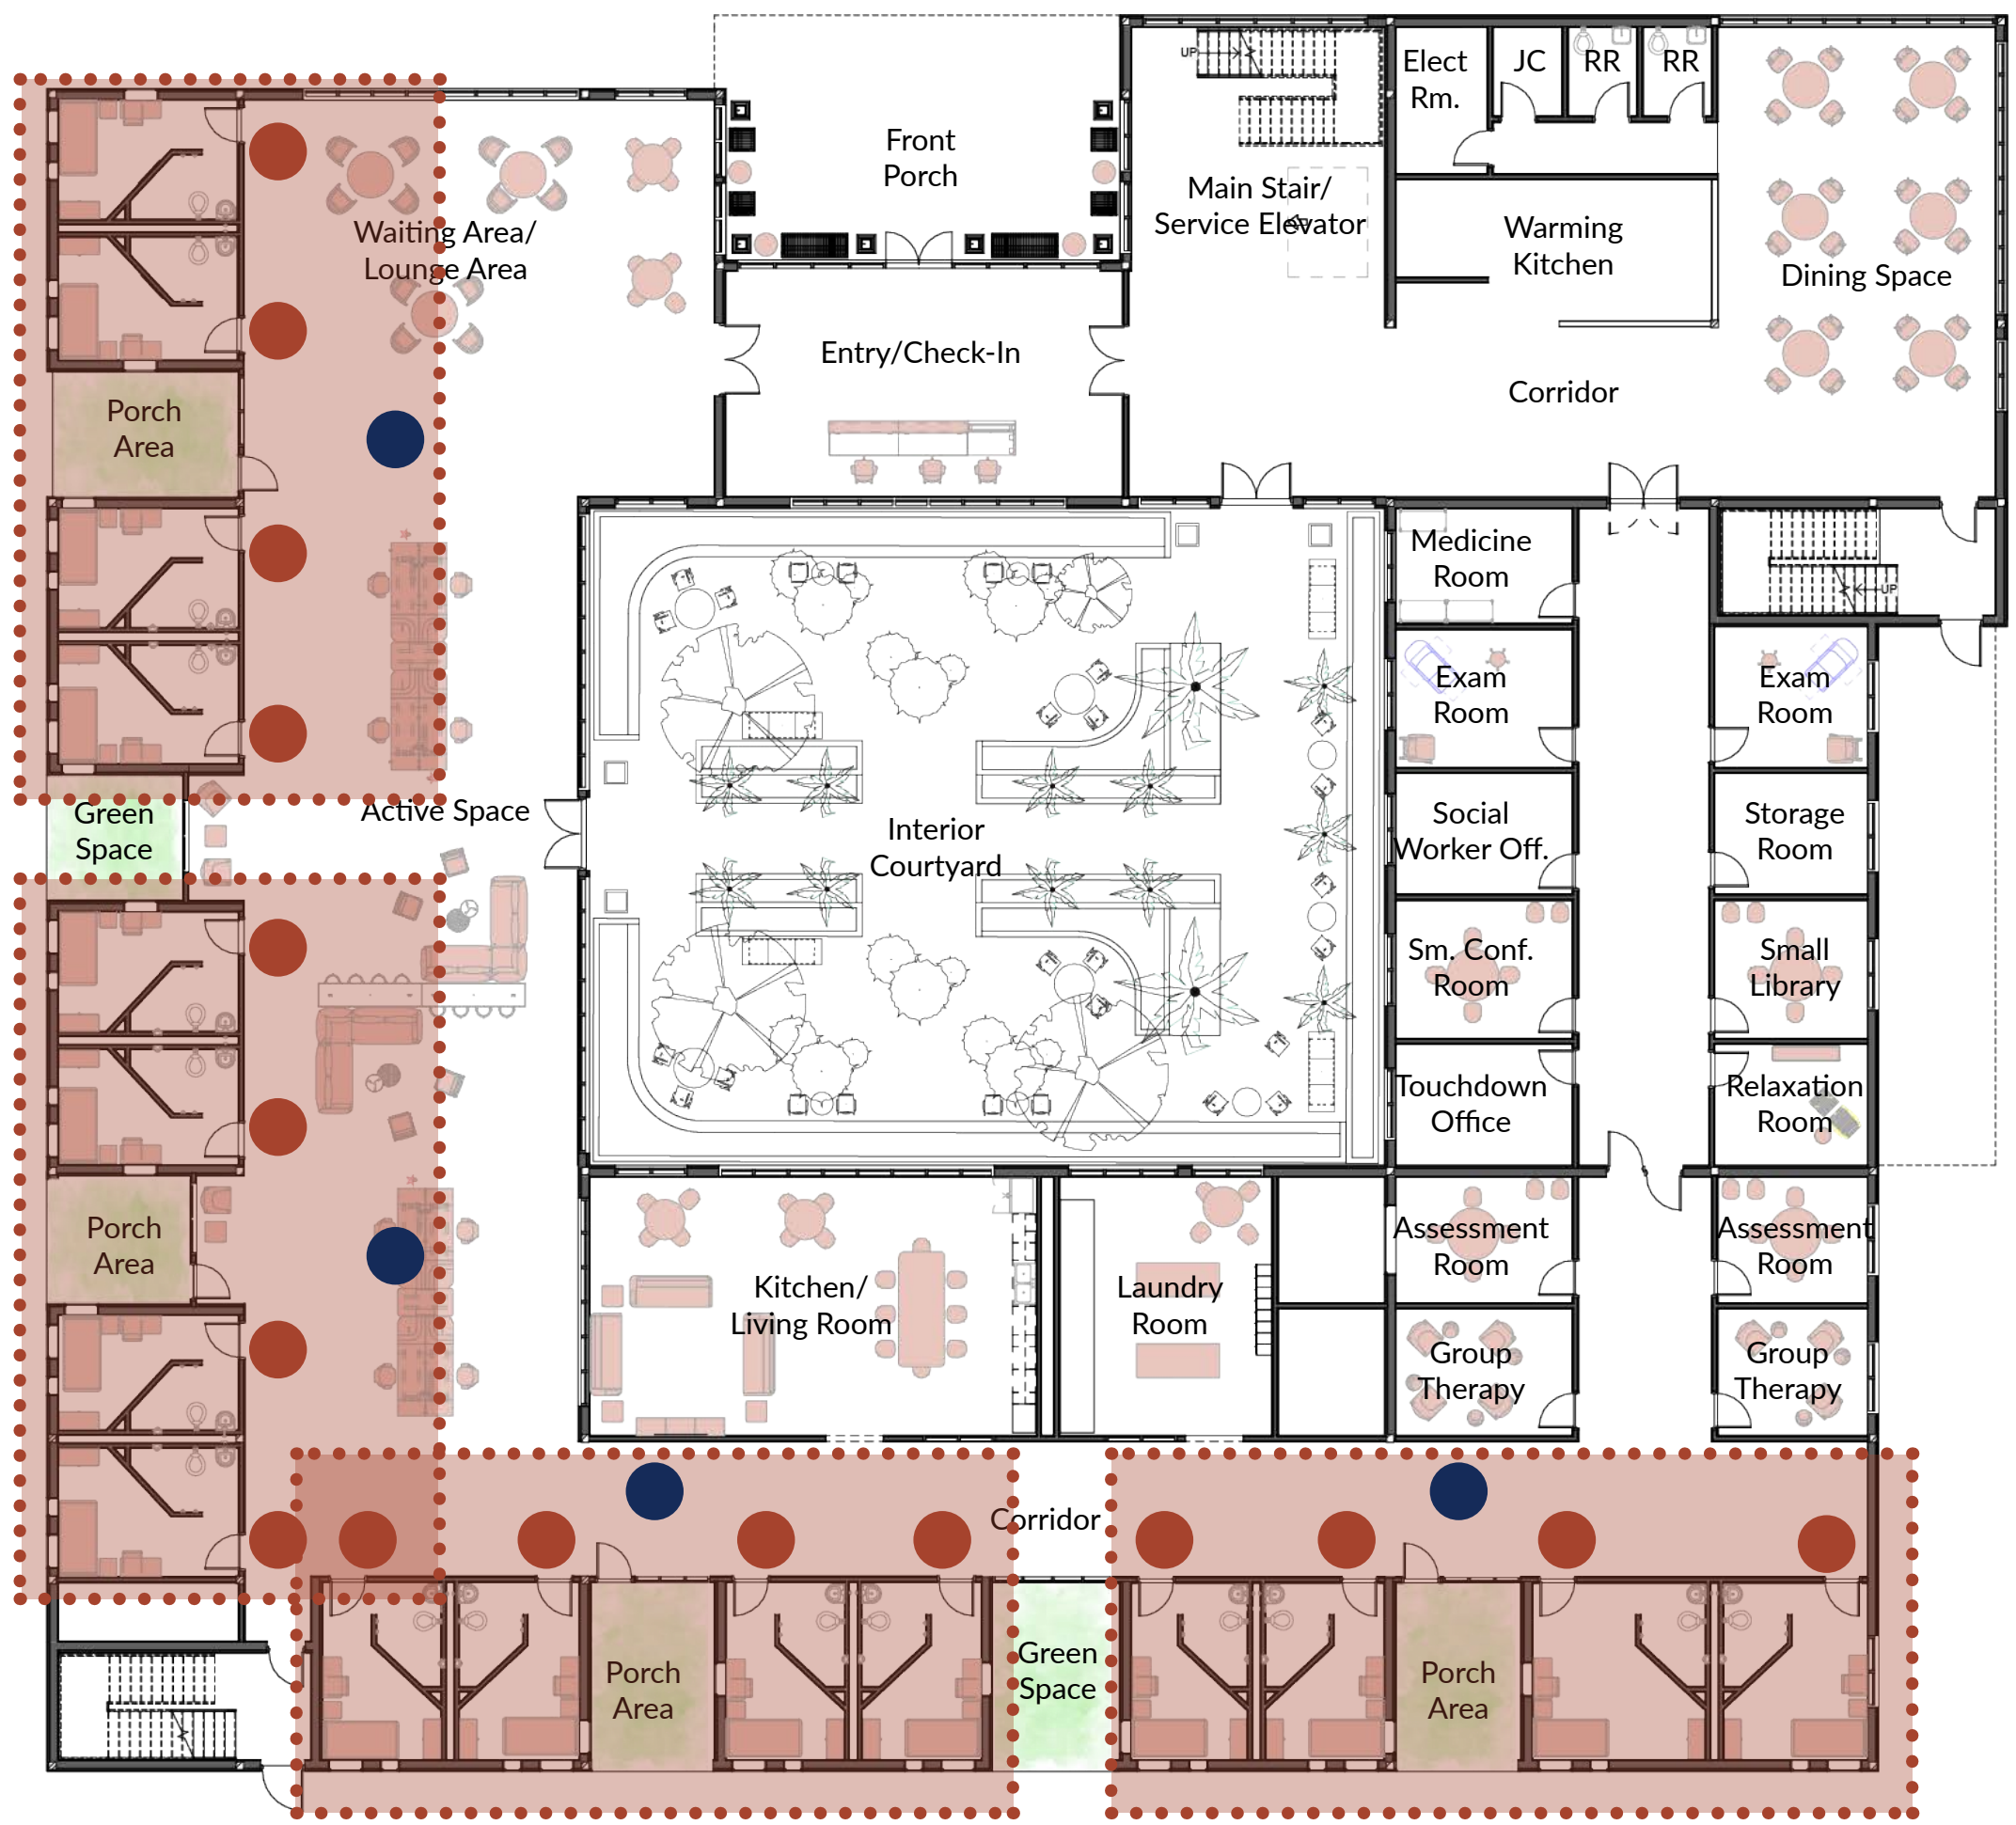 UP
Elect
Rm.
JC
RR
RR
Front
Porch
Main Stair/
Service Elevator
Waiting Area/
Lounge Area
Warming
Kitchen
Dining Space
Entry/Check-In
Corridor
Porch
Area
Medicine
Room
UP
Exam
Room
Exam
Room
Green
Space
Active Space
Interior
Courtyard
Social
Worker Off.
Storage
Room
Sm. Conf.
Room
Small
Library
Touchdown
Office
Relaxation
Room
Porch
Area
Kitchen/
Living Room
Laundry
Room
Assessment
Room
Assessment
Room
Group
Therapy
Group
Therapy
Corridor
Porch
Area
Green
Space
Porch
Area